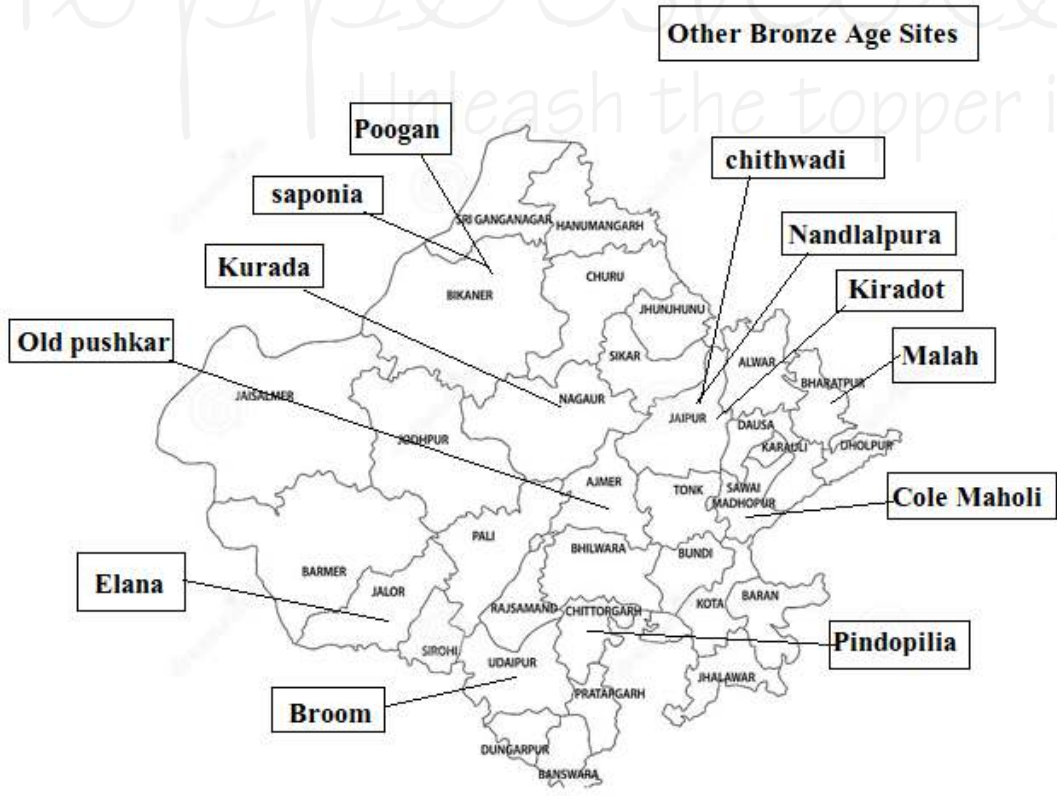 Other Bronze Age Sites
Unleash the topper i
Poogan
chithwadi
saponia
SRI GANGANAGAR
HANUMANGARH
Nandlalpura
Kurada
CHURU
BIKANER
Kiradot
JHUNJHUNU
Old pushkar
SIKAR
ALWAR
Malah
BHARATPUR
JAISALMER
NAGAUR
JAIPUR
DAUSA
JODHPUR
KARAULI
DHOLPUR
AJMER
TONK
SAWAI
MADHOPUR
Cole Maholi
PALI
BHILWARA
BUNDI
Elana
BARMER
JALOR
RAJSAMAND
CHITTORGARH
KOTA
BARAN
Pindopilia
SIROHI
UDAIPUR
JHALAWAR
PRATAPGARH
Broom
DUNGARPUR
BANSWARA